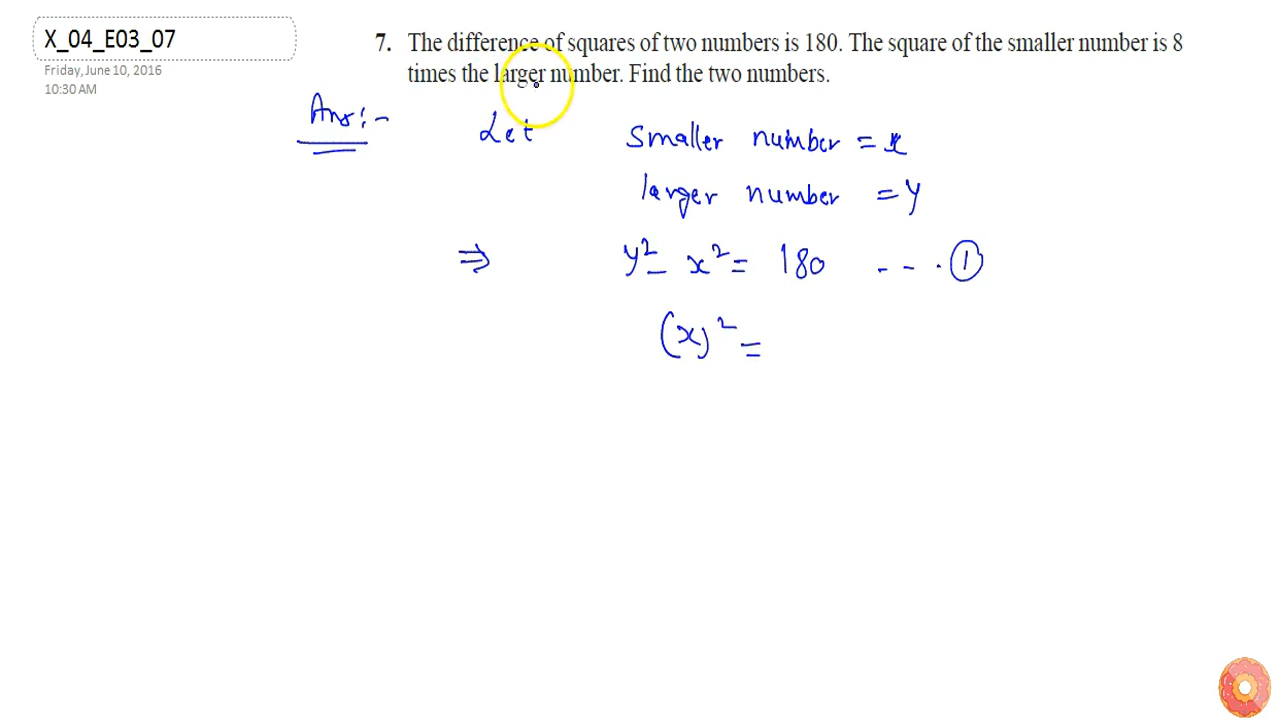 X_04_E03_07
Friday, June 10, 2016
10:30 AM
7. The difference of squares of two numbers is 180. The square of the smaller number is 8
times the larger number. Find the two numbers.
Ans:-
Let smaller number = x
larger number = y
⇒ y² - x² = 180 --- . ①
(x)² =